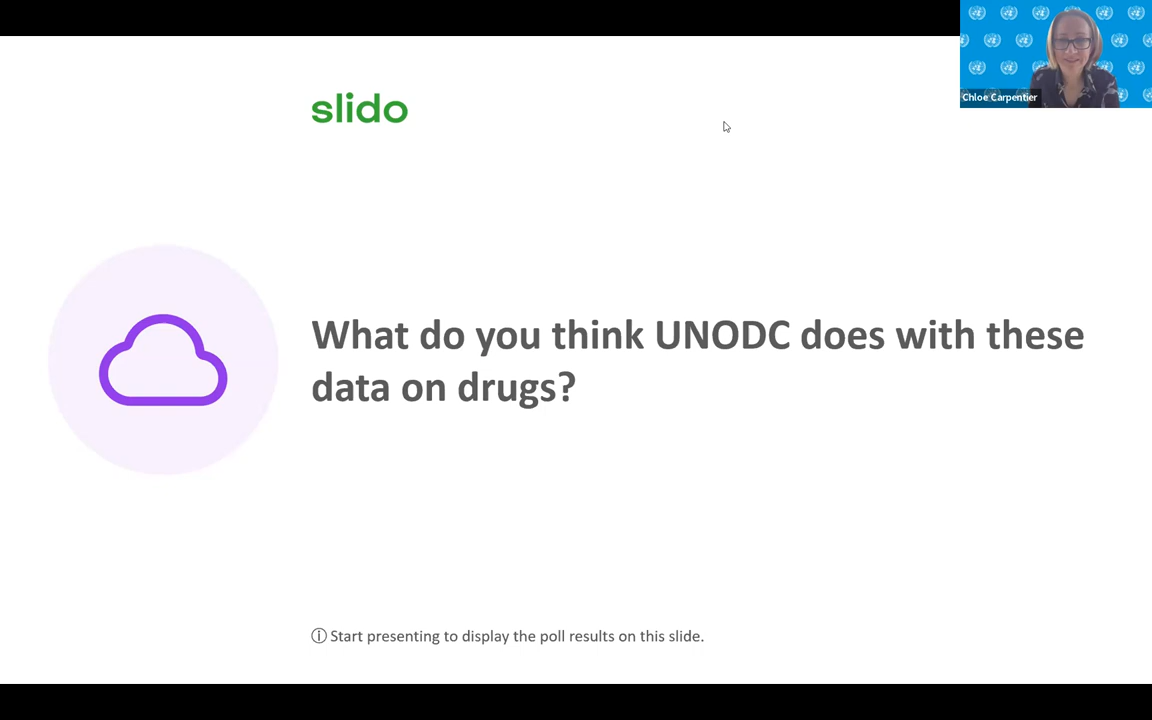 slido
Chloe Carpentier
What do you think UNODC does with these
data on drugs?
ⓘ Start presenting to display the poll results on this slide.